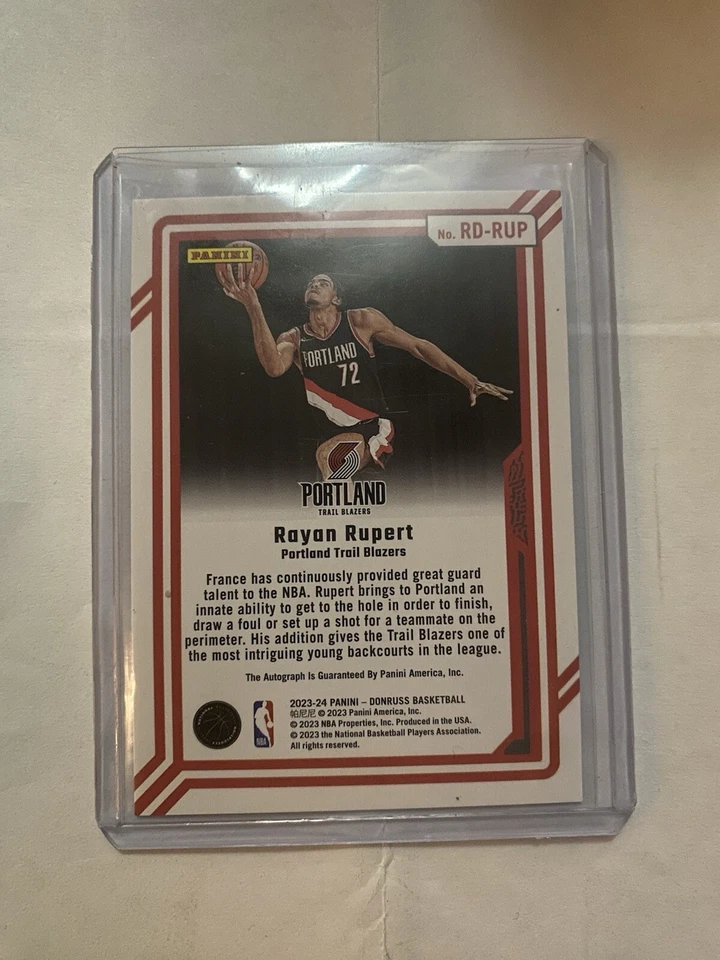 No. RD-RUP
PANINI
PORTLAND
72
PORTLAND
TRAIL BLAZERS
Rayan Rupert
Portland Trail Blazers
France has continuously provided great guard
talent to the NBA. Rupert brings to Portland an
innate ability to get to the hole in order to finish,
draw a foul or set up a shot for a teammate on the
perimeter. His addition gives the Trail Blazers one of
the most intriguing young backcourts in the league.
The Autograph Is Guaranteed By Panini America, Inc.
NBA
2023-24 PANINI – DONRUSS BASKETBALL
帕尼尼 © 2023 Panini America, Inc.
© 2023 NBA Properties, Inc. Produced in the USA.
© 2023 the National Basketball Players Association.
All rights reserved.